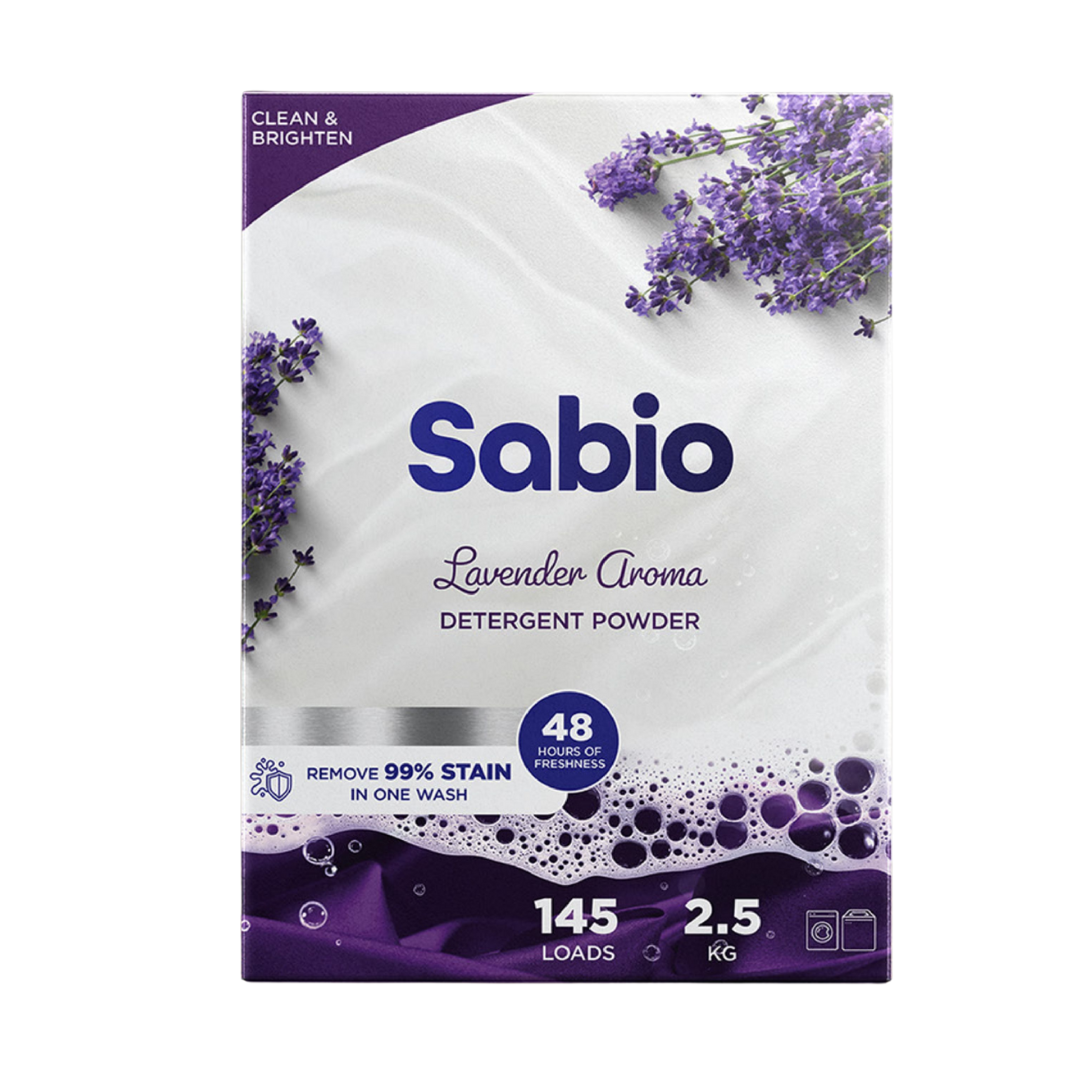 CLEAN &
BRIGHTEN
Sabio
Lavender Aroma
DETERGENT POWDER
48
HOURS OF
FRESHNESS
REMOVE 99% STAIN
IN ONE WASH
145
LOADS
2.5
KG